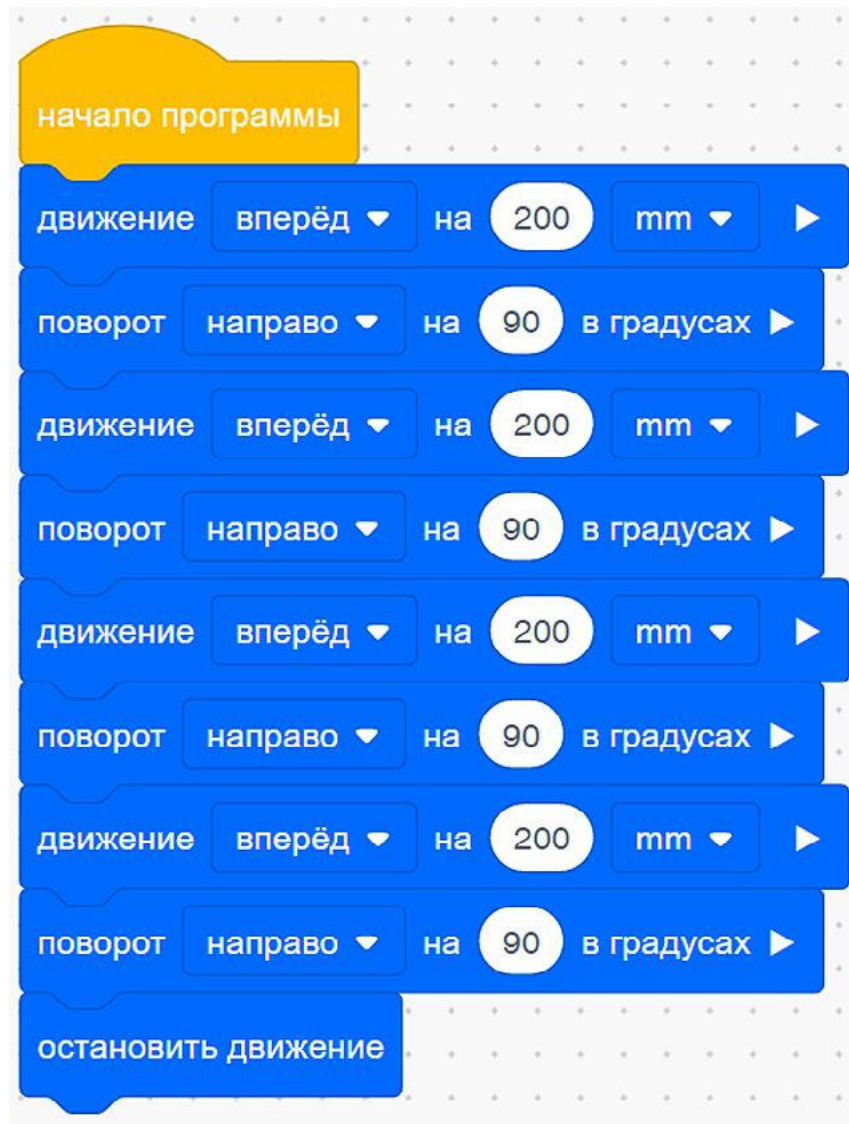 начало программы
движение вперёд на 200 mm
поворот направо на 90 в градусах
движение вперёд на 200 mm
поворот направо на 90 в градусах
движение вперёд на 200 mm
поворот направо на 90 в градусах
движение вперёд на 200 mm
поворот направо на 90 в градусах
остановить движение